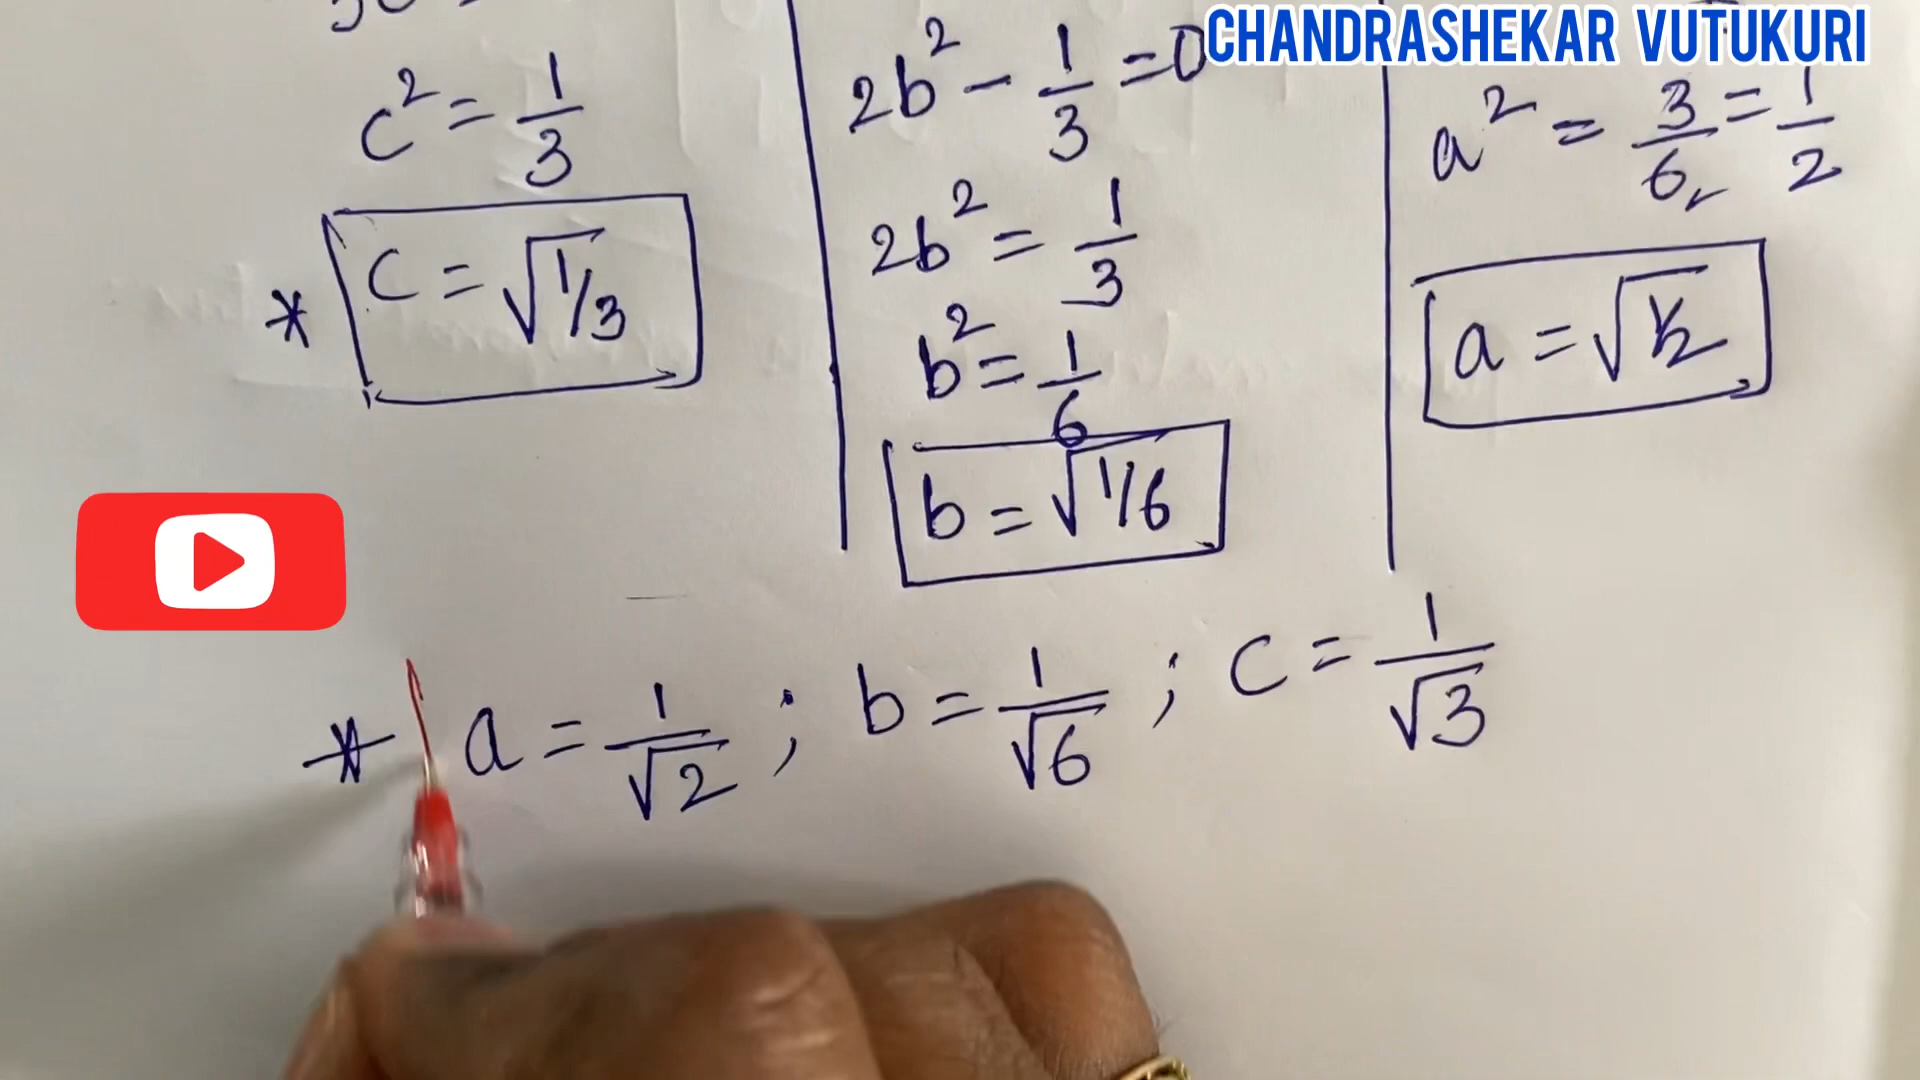 CHANDRASHEKAR VUTUKURI
c² = 1/3
* c = √1/3
2b² - 1/3 = 0
2b² = 1/3
b² = 1/6
b = √1/6
a² = 3/6 = 1/2
a = √1/2
* a = 1/√2 ; b = 1/√6 ; c = 1/√3